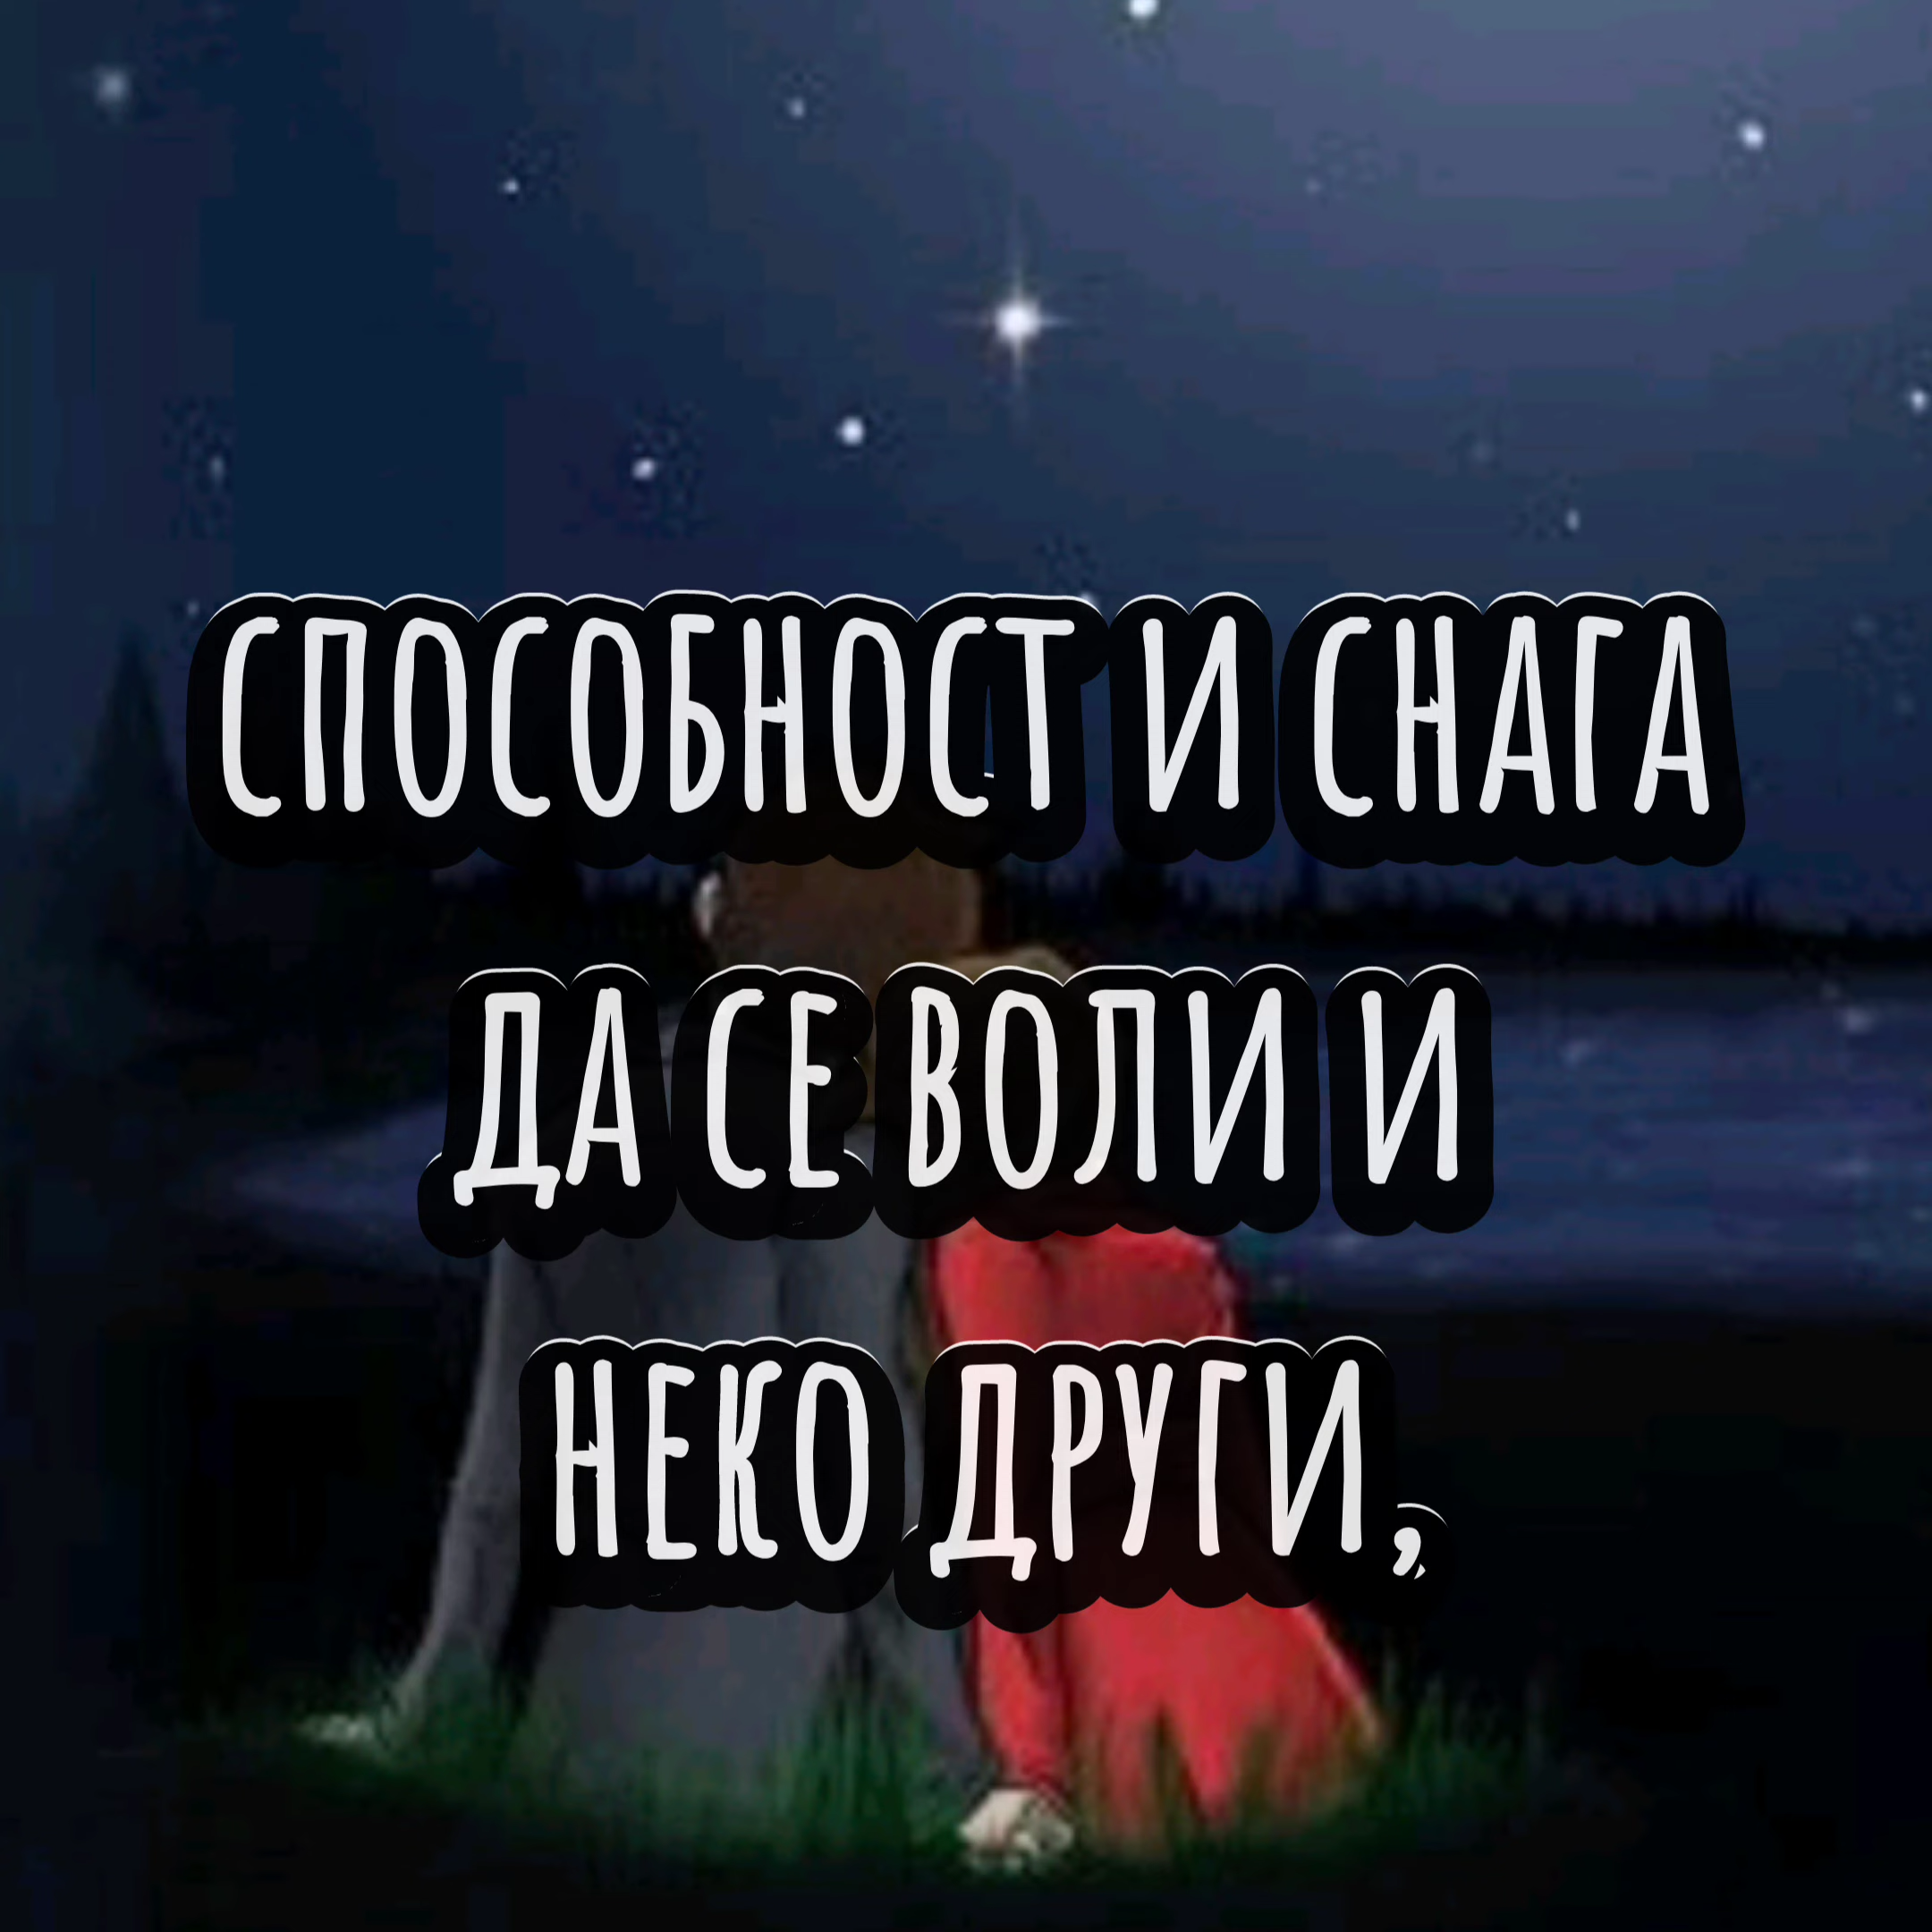 СПОСОБНОСТ И СНАГА
ДА СЕ ВОЛИ И
НЕКО ДРУГИ,